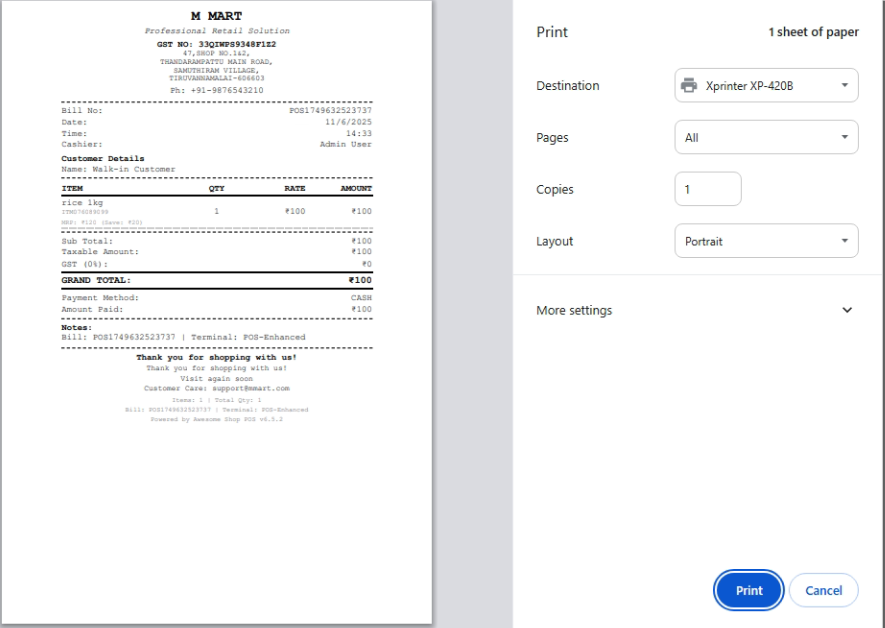 M MART
Professional Retail Solution
GST NO: 33QIWPS9348F1Z2
47,SHOP NO.1&2,
THANDARAMPATTU MAIN ROAD,
SAMUTHIRAM VILLAGE,
TIRUVANNAMALAI-606603
Ph: +91-9876543210
Bill No: POS1749632523737
Date: 11/6/2025
Time: 14:33
Cashier: Admin User
Customer Details
Name: Walk-in Customer
ITEM QTY RATE AMOUNT
rice 1kg
ITM076089098 1 ₹100 ₹100
MRP: ₹120 (Save: ₹20)
Sub Total: ₹100
Taxable Amount: ₹100
GST (0%): ₹0
GRAND TOTAL: ₹100
Payment Method: CASH
Amount Paid: ₹100
Notes:
Bill: POS1749632523737 | Terminal: POS-Enhanced
Thank you for shopping with us!
Thank you for shopping with us!
Visit again soon
Customer Care: support@mmart.com
Items: 1 | Total Qty: 1
Bill: POS1749632523737 | Terminal: POS-Enhanced
Powered by Awesome Shop POS v6.5.2
Print 1 sheet of paper
Destination Xprinter XP-420B
Pages All
Copies 1
Layout Portrait
More settings
Print Cancel